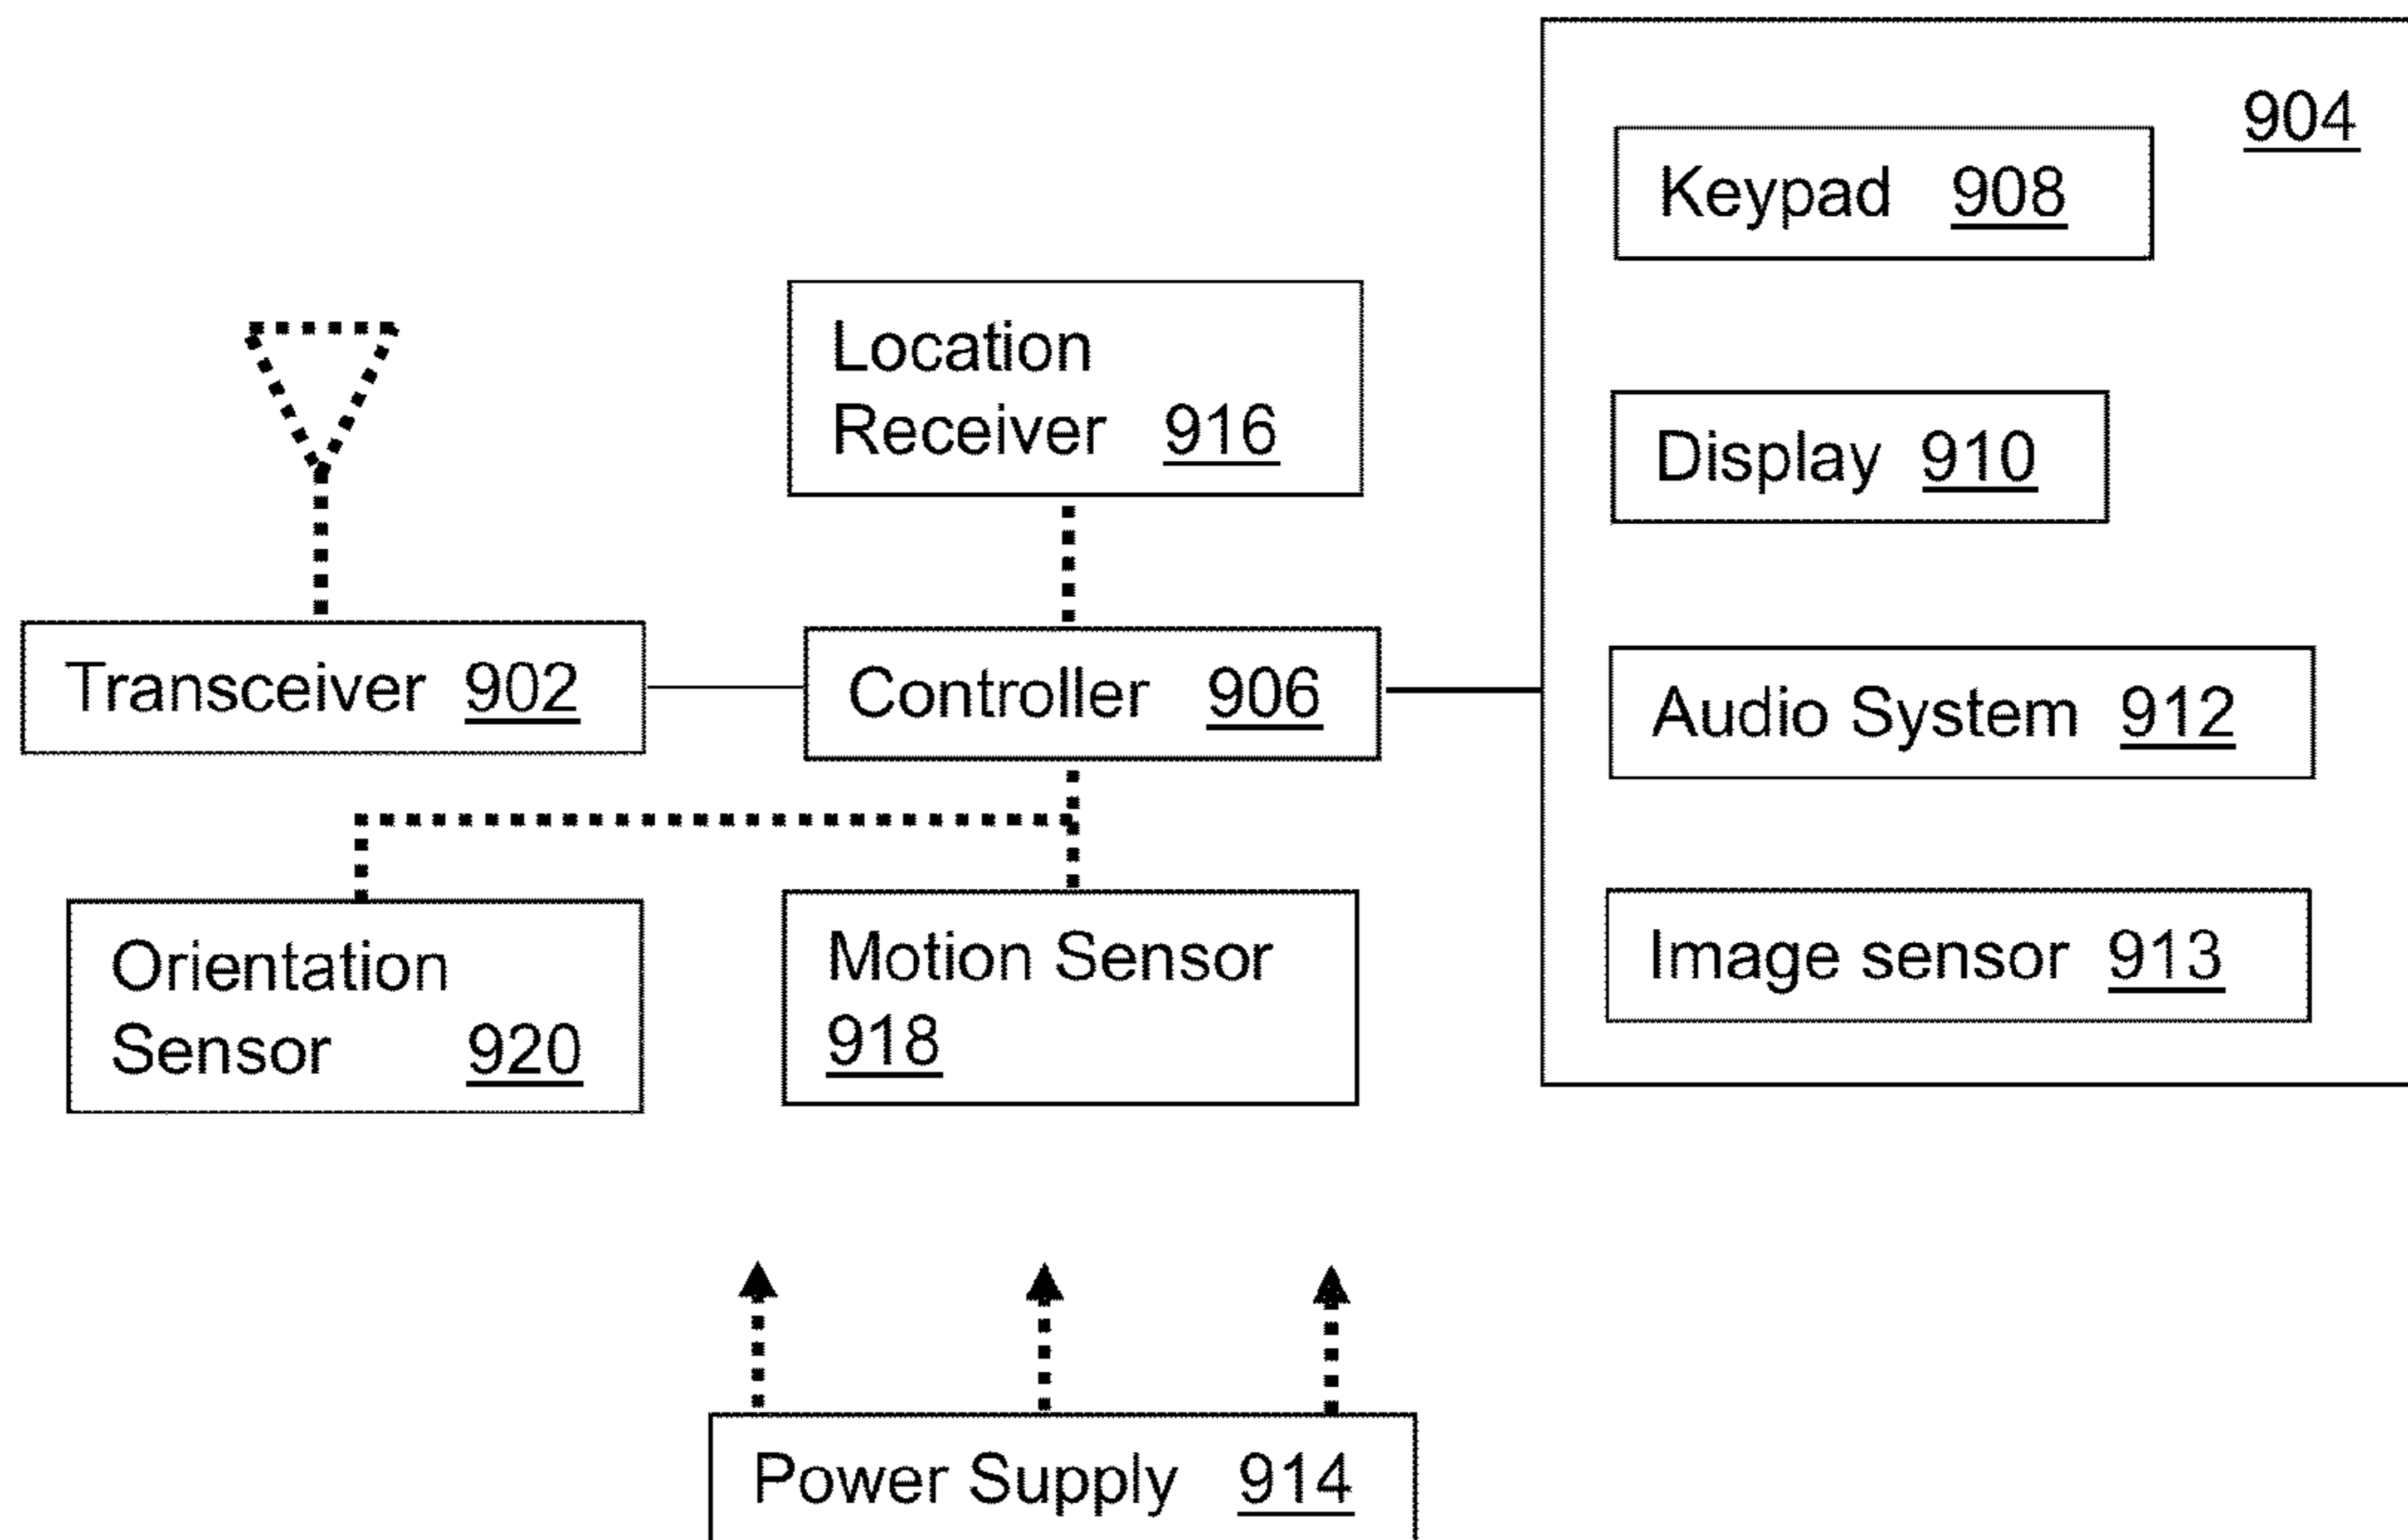 904
Keypad 908
Location
Receiver 916
Display 910
Transceiver 902
Controller 906
Audio System 912
Orientation
Sensor 920
Motion Sensor
918
Image sensor 913
Power Supply 914